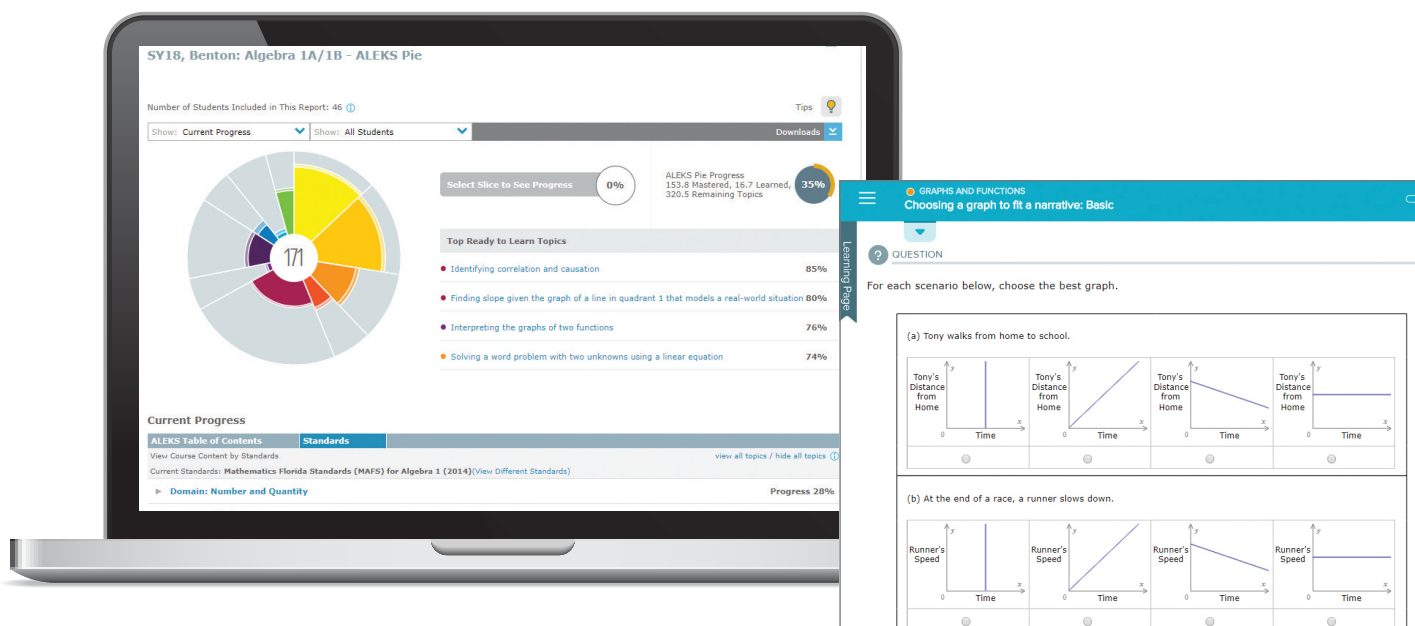 SY18, Benton: Algebra 1A/1B - ALEKS Pie
Number of Students Included in This Report: 46
Tips
Show: Current Progress
Show: All Students
Downloads
171
Select Slice to See Progress
0%
ALEKS Pie Progress
153.8 Mastered, 16.7 Learned,
320.5 Remaining Topics
35%
Top Ready to Learn Topics
Identifying correlation and causation 85%
Finding slope given the graph of a line in quadrant 1 that models a real-world situation 80%
Interpreting the graphs of two functions 76%
Solving a word problem with two unknowns using a linear equation 74%
Current Progress
ALEKS Table of Contents
Standards
View Course Content by Standards
view all topics / hide all topics
Current Standards: Mathematics Florida Standards (MAFS) for Algebra 1 (2014)(View Different Standards)
Domain: Number and Quantity
Progress 28%
GRAPHS AND FUNCTIONS
Choosing a graph to fit a narrative: Basic
Learning Page
? QUESTION
For each scenario below, choose the best graph.
(a) Tony walks from home to school.
Tony's
Distance
from
Home
y
x
0
Time
Tony's
Distance
from
Home
y
x
0
Time
Tony's
Distance
from
Home
y
x
0
Time
Tony's
Distance
from
Home
y
x
0
Time
(b) At the end of a race, a runner slows down.
Runner's
Speed
y
x
0
Time
Runner's
Speed
y
x
0
Time
Runner's
Speed
y
x
0
Time
Runner's
Speed
y
x
0
Time